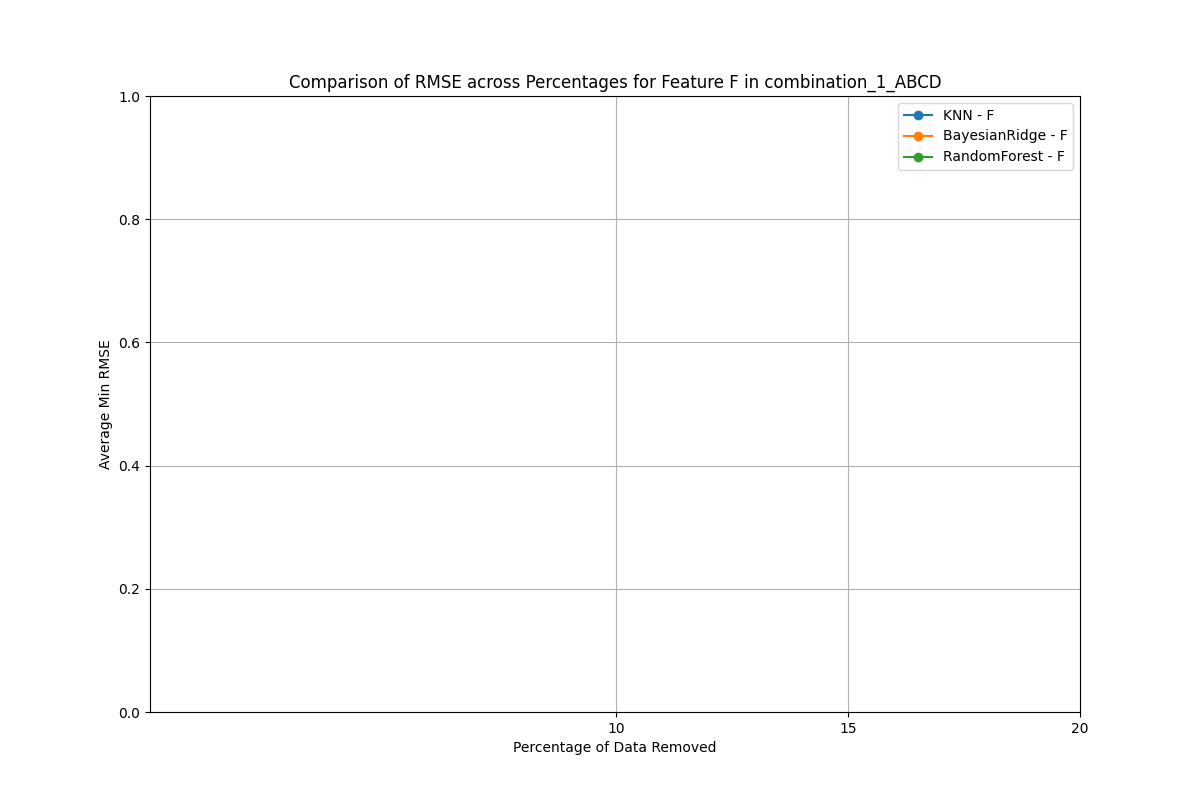 Comparison of RMSE across Percentages for Feature F in combination_1_ABCD
1.0
KNN - F
BayesianRidge - F
RandomForest - F
0.8
0.6
Average Min RMSE
0.4
0.2
0.0
10
15
20
Percentage of Data Removed